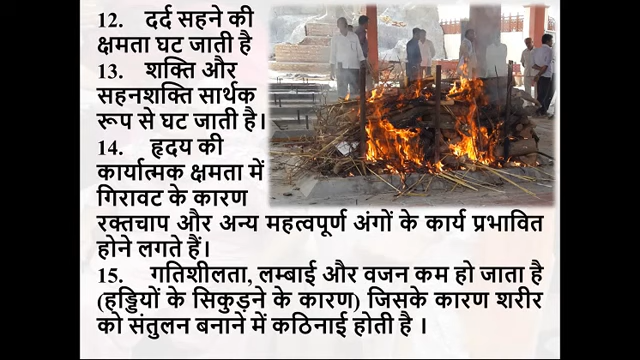 12. दर्द सहने की
क्षमता घट जाती है
13. शक्ति और
सहनशक्ति सार्थक
रूप से घट जाती है।
14. हृदय की
कार्यात्मक क्षमता में
गिरावट के कारण
रक्तचाप और अन्य महत्वपूर्ण अंगों के कार्य प्रभावित
होने लगते हैं।
15. गतिशीलता, लम्बाई और वजन कम हो जाता है
(हड्डियों के सिकुड़ने के कारण) जिसके कारण शरीर
को संतुलन बनाने में कठिनाई होती है ।